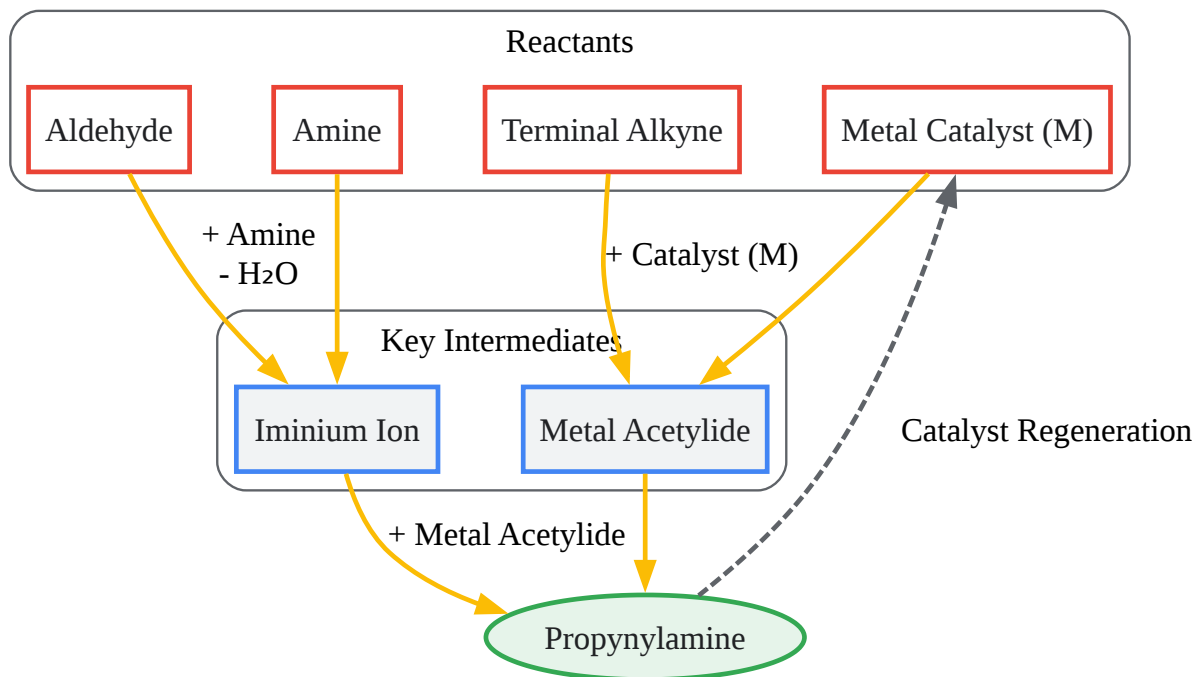 Reactants
Aldehyde
Amine
Terminal Alkyne
Metal Catalyst (M)
+ Amine
- H₂O
+ Catalyst (M)
Key Intermediates
Iminium Ion
Metal Acetylide
Catalyst Regeneration
+ Metal Acetylide
Propynylamine